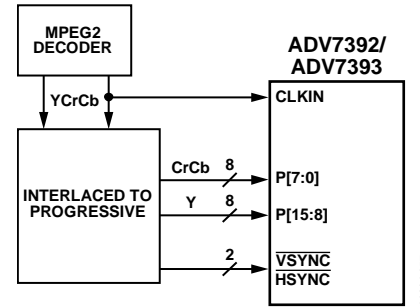 MPEG2
DECODER
ADV7392/
ADV7393
YCrCb
CLKIN
INTERLACED TO
PROGRESSIVE
CrCb 8
P[7:0]
Y 8
P[15:8]
2
VSYNC
HSYNC